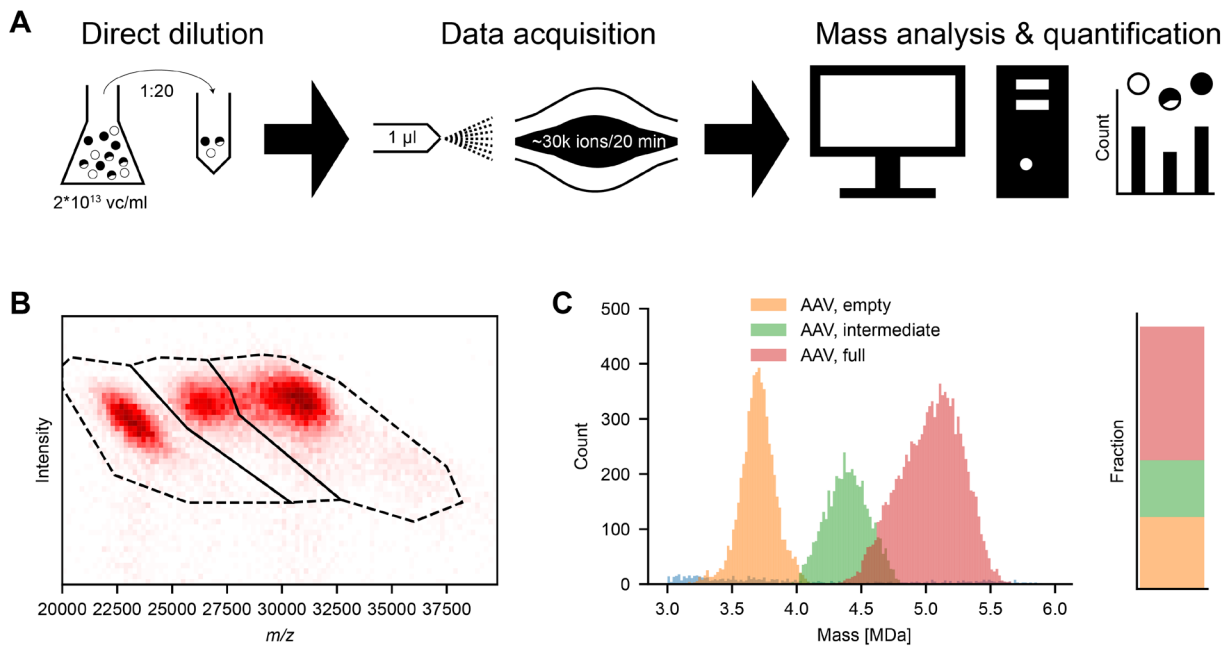 A
Direct dilution
Data acquisition
Mass analysis & quantification
1:20
2*10¹³ vc/ml
1 µl
~30k ions/20 min
Count
B
Intensity
20000 22500 25000 27500 30000 32500 35000 37500
m/z
C
AAV, empty
AAV, intermediate
AAV, full
500
400
300
200
100
0
Count
3.0 3.5 4.0 4.5 5.0 5.5 6.0
Mass [MDa]
Fraction